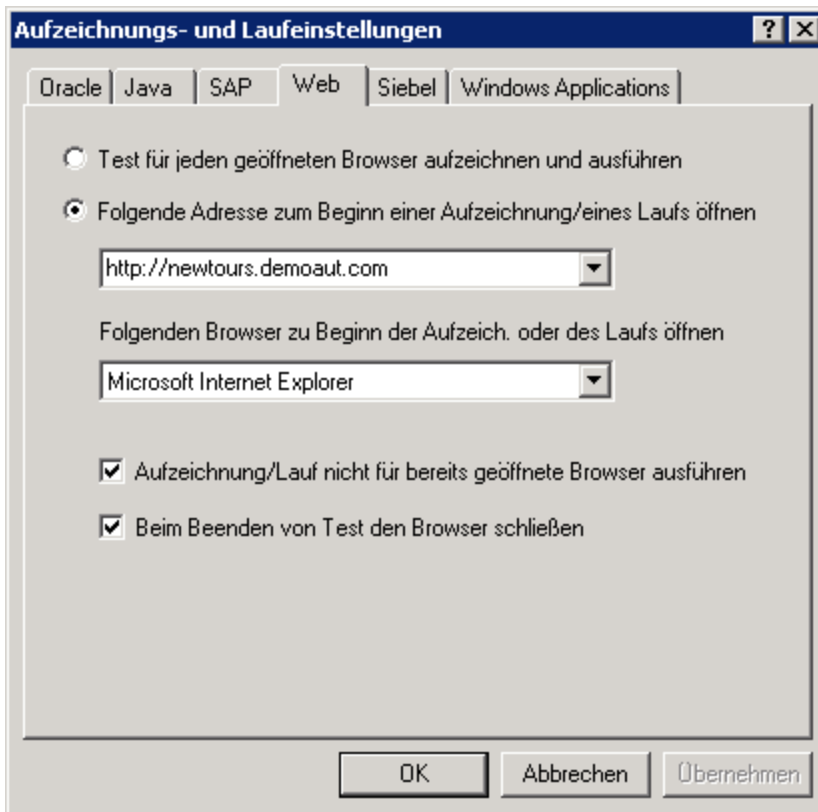 Aufzeichnungs- und Laufeinstellungen
Oracle Java SAP Web Siebel Windows Applications
Test für jeden geöffneten Browser aufzeichnen und ausführen
Folgende Adresse zum Beginn einer Aufzeichnung/eines Laufs öffnen
http://newtours.demoaut.com
Folgenden Browser zu Beginn der Aufzeich. oder des Laufs öffnen
Microsoft Internet Explorer
Aufzeichnung/Lauf nicht für bereits geöffnete Browser ausführen
Beim Beenden von Test den Browser schließen
OK Abbrechen Übernehmen